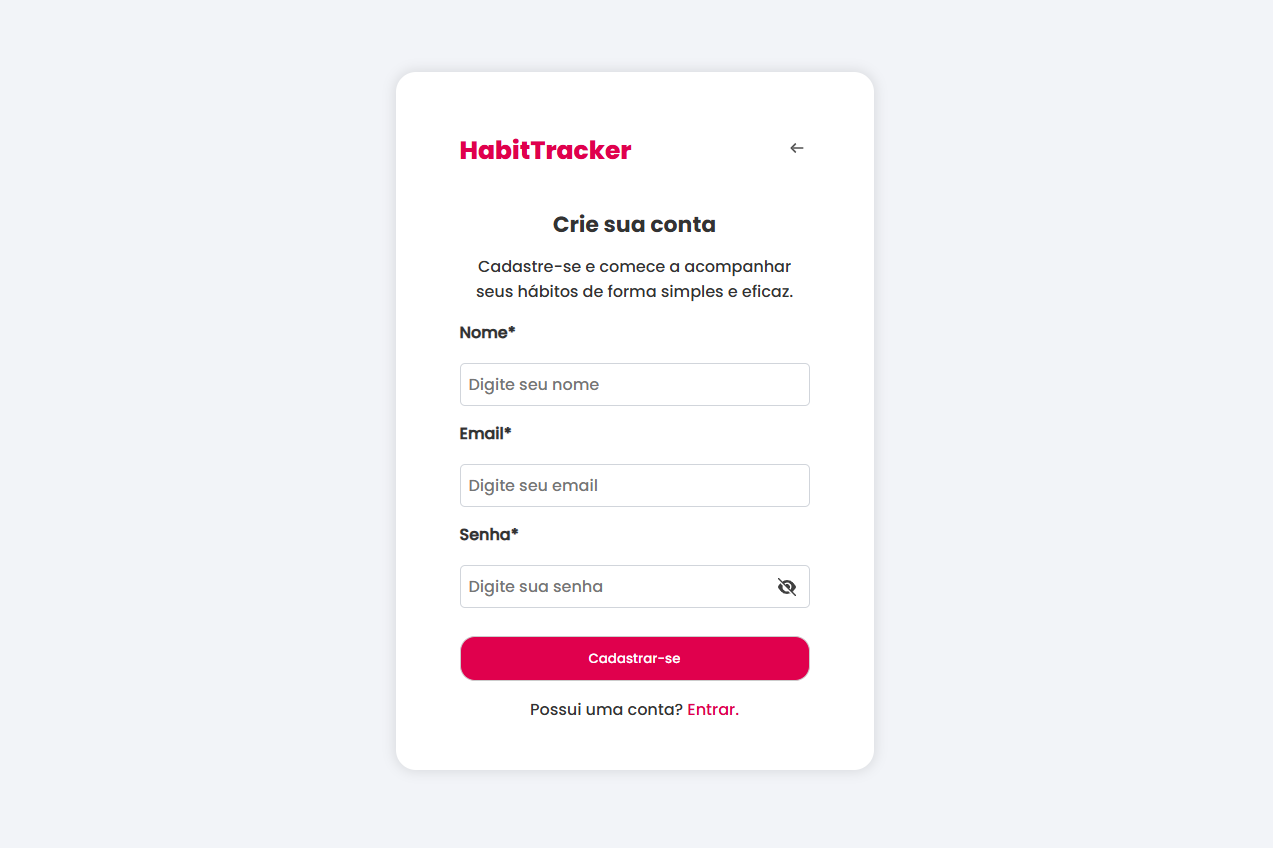 HabitTracker
Crie sua conta
Cadastre-se e comece a acompanhar
seus hábitos de forma simples e eficaz.
Nome*
Digite seu nome
Email*
Digite seu email
Senha*
Digite sua senha
Cadastrar-se
Possui uma conta? Entrar.